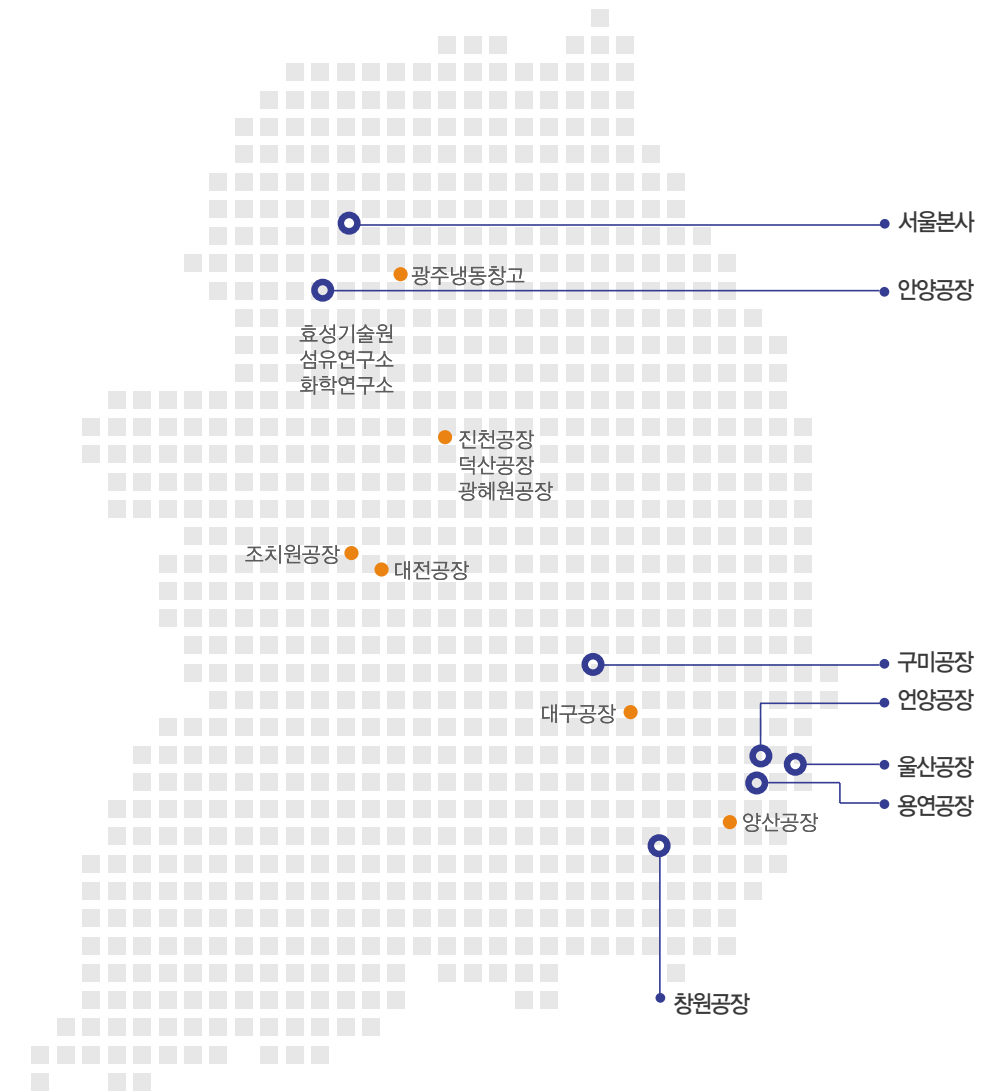 서울본사
광주냉동창고
안양공장
효성기술원
섬유연구소
화학연구소
진천공장
덕산공장
광혜원공장
조치원공장
대전공장
구미공장
언양공장
대구공장
울산공장
용연공장
양산공장
창원공장